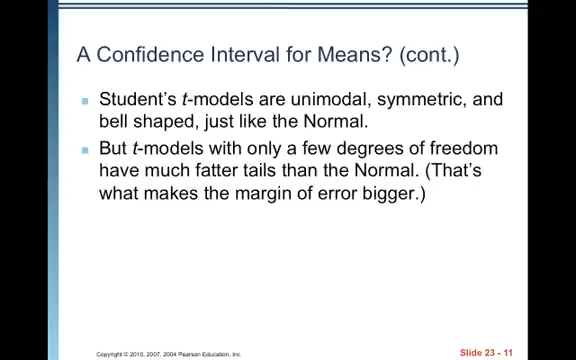 A Confidence Interval for Means? (cont.)
Student's t-models are unimodal, symmetric, and
bell shaped, just like the Normal.
But t-models with only a few degrees of freedom
have much fatter tails than the Normal. (That's
what makes the margin of error bigger.)
Copyright © 2010, 2007, 2004 Pearson Education, Inc.
Slide 23 - 11